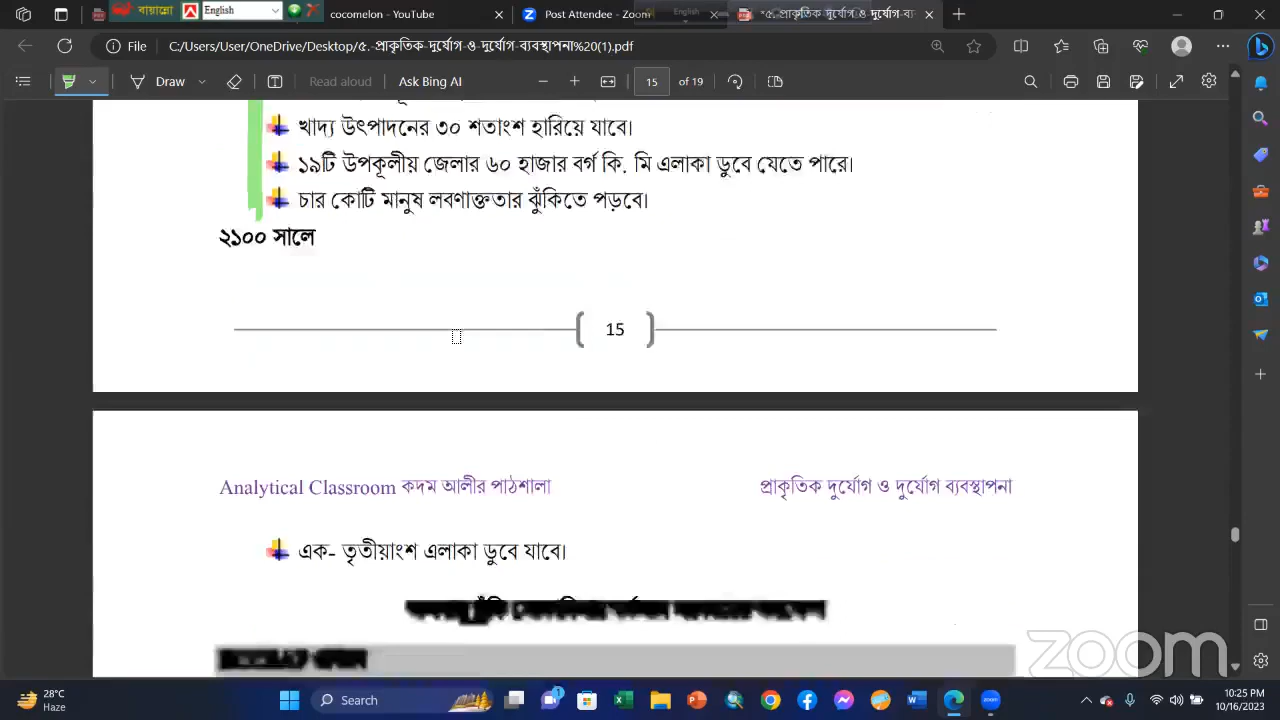 বায়ান্নো English
cocomelon - YouTube
Post Attendee - Zoom
English
৫. প্রাকৃতিক দুর্যোগ ও দুর্যোগ-ব্যব
File C:/Users/User/OneDrive/Desktop/৫.প্রাকৃতিক দুর্যোগ ও দুর্যোগ-ব্যবস্থাপনা%20(1).pdf
Draw Read aloud Ask Bing AI 15 of 19
খাদ্য উৎপাদনের ৩০ শতাংশ হারিয়ে যাবে।
১৯টি উপকূলীয় জেলার ৬০ হাজার বর্গ কি. মি এলাকা ডুবে যেতে পারে।
চার কোটি মানুষ লবণাক্ততার ঝুঁকিতে পড়বে।
২১০০ সালে
15
Analytical Classroom কদম আলীর পাঠশালা প্রাকৃতিক দুর্যোগ ও দুর্যোগ ব্যবস্থাপনা
এক- তৃতীয়াংশ এলাকা ডুবে যাবে।
zoom
28°C
Haze
Search
10:25 PM
10/16/2023